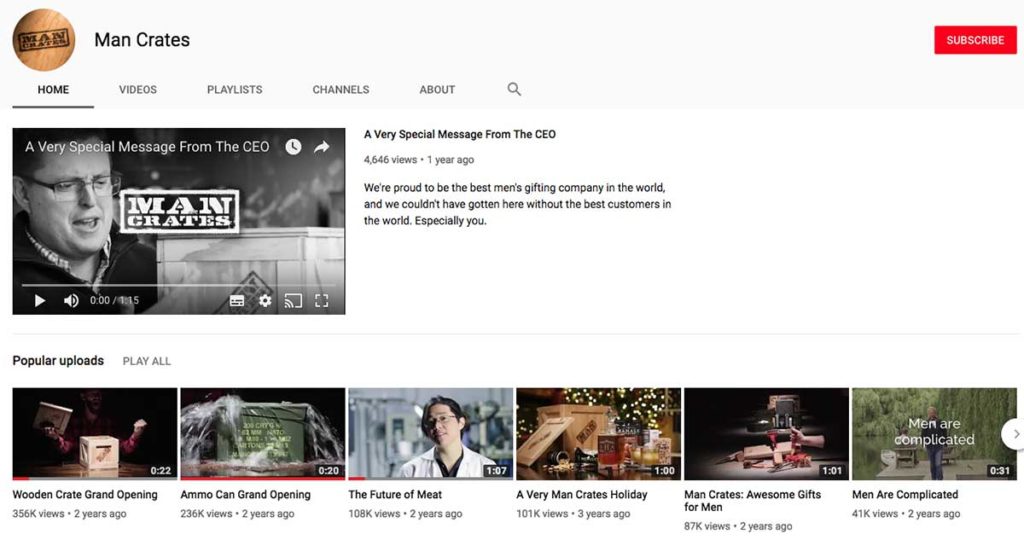 MAN CRATES
Man Crates
SUBSCRIBE
HOME
VIDEOS
PLAYLISTS
CHANNELS
ABOUT
A Very Special Message From The CEO
MAN
CRATES
0:00 / 1:15
A Very Special Message From The CEO
4,646 views • 1 year ago
We're proud to be the best men's gifting company in the world,
and we couldn't have gotten here without the best customers in
the world. Especially you.
Popular uploads
PLAY ALL
0:22
Wooden Crate Grand Opening
356K views • 2 years ago
0:20
Ammo Can Grand Opening
236K views • 2 years ago
1:07
The Future of Meat
108K views • 2 years ago
1:00
A Very Man Crates Holiday
101K views • 3 years ago
1:01
Man Crates: Awesome Gifts
for Men
87K views • 2 years ago
Men are
complicated
0:31
Men Are Complicated
41K views • 2 years ago